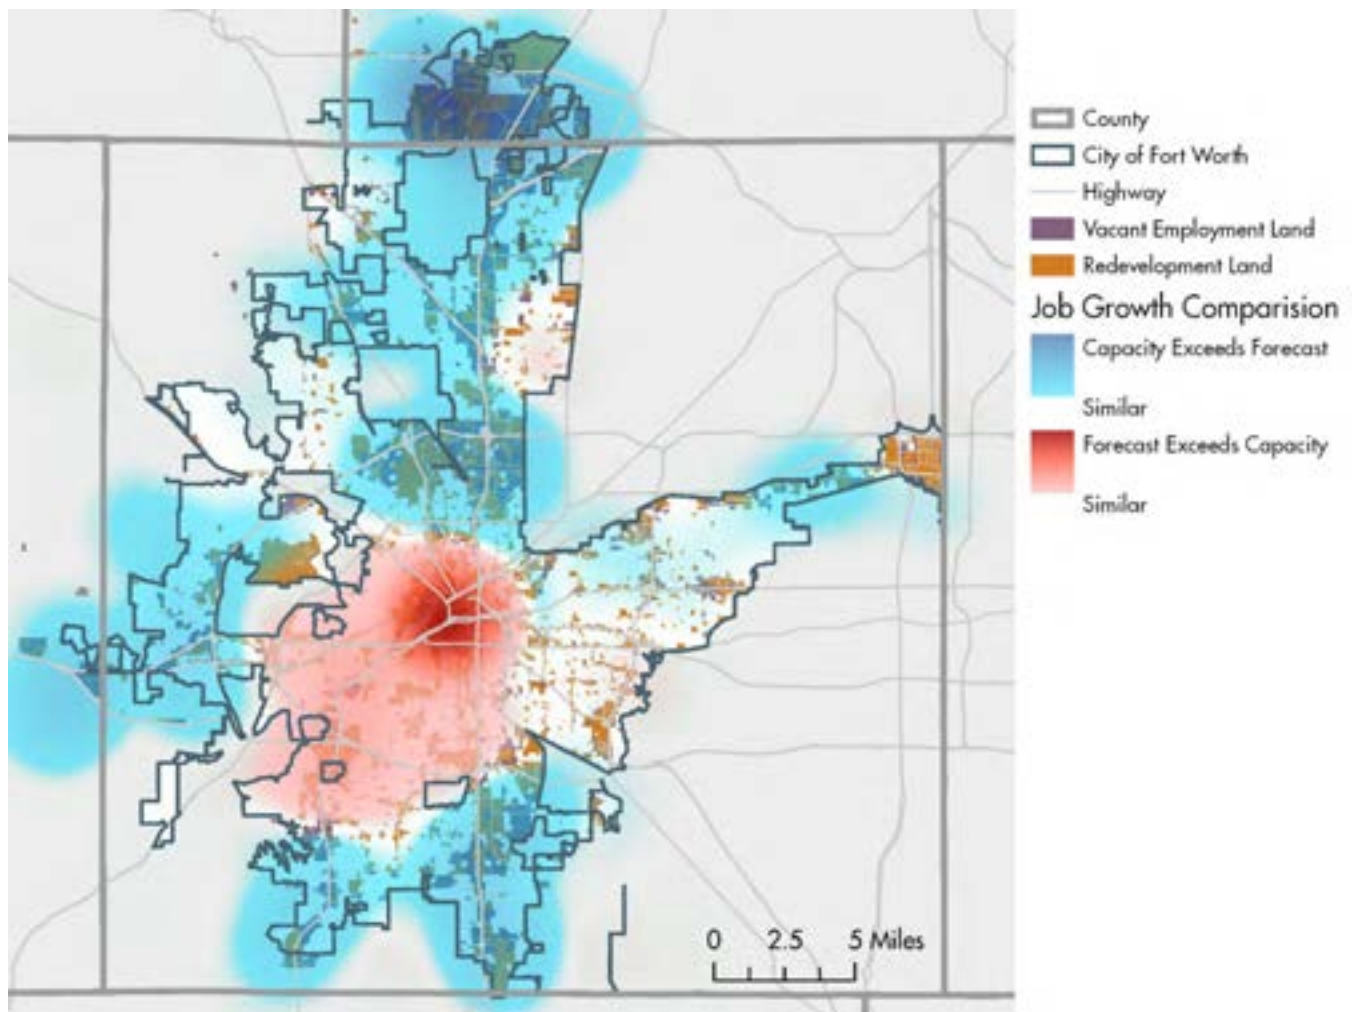 County
City of Fort Worth
Highway
Vacant Employment Land
Redevelopment Land
Job Growth Comparision
Capacity Exceeds Forecast
Similar
Forecast Exceeds Capacity
Similar
0 2.5 5 Miles